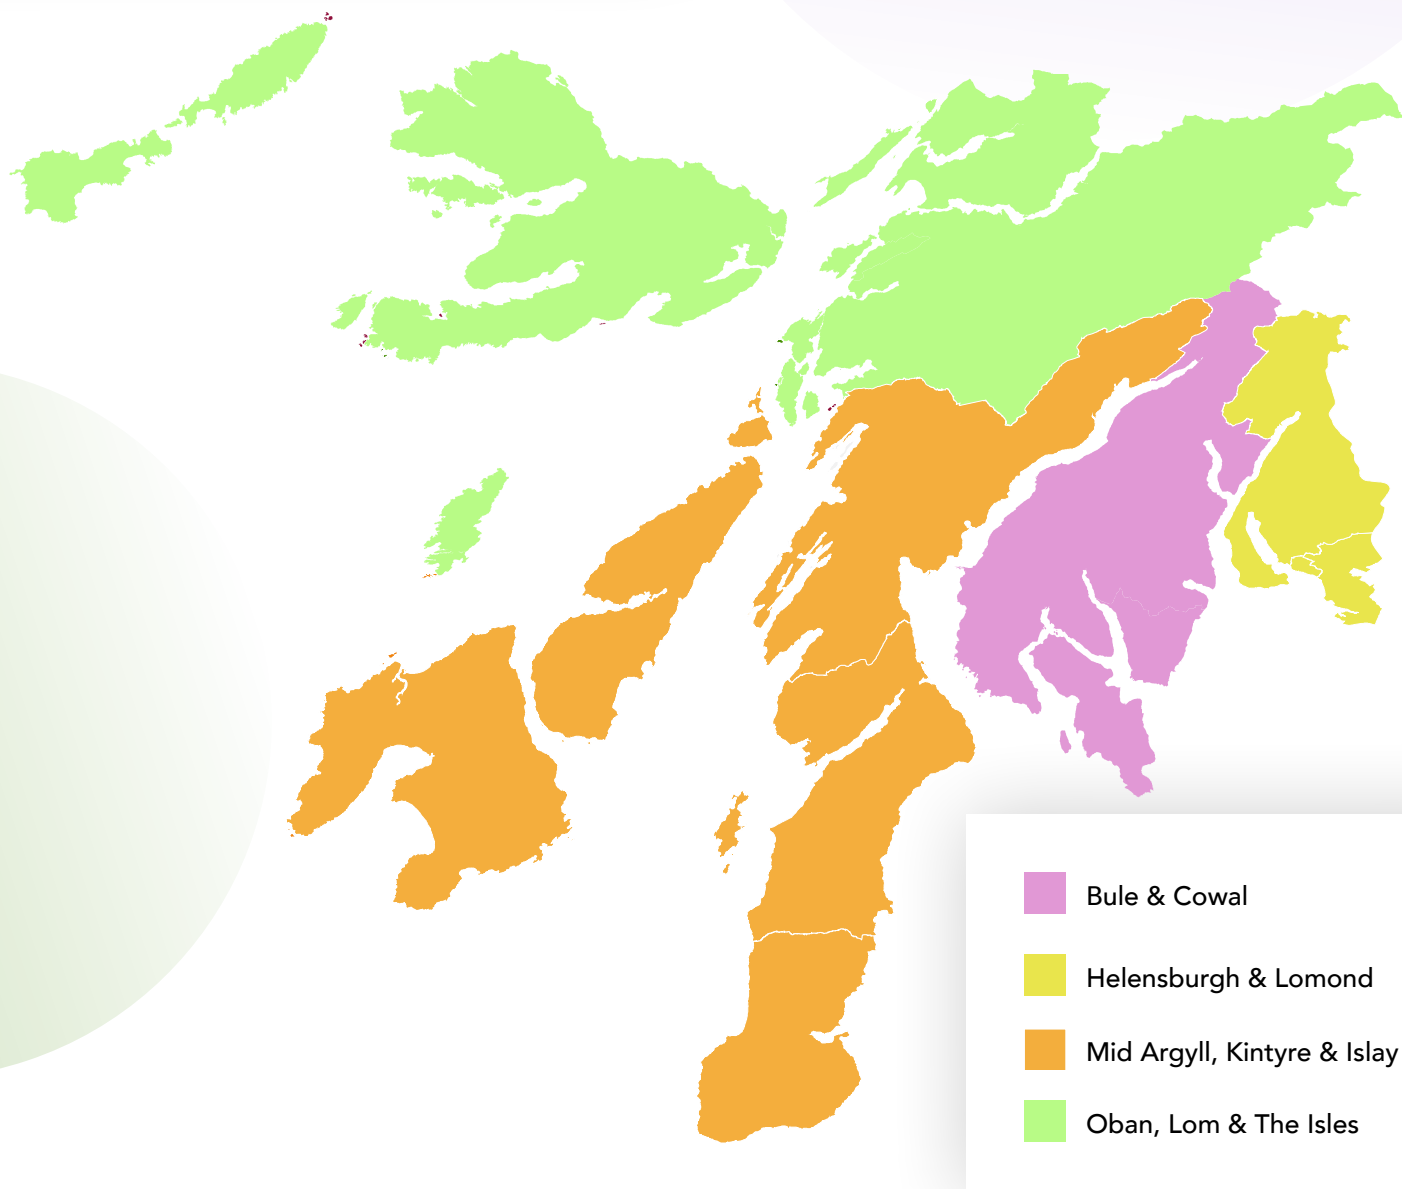 Bule & Cowal
Helensburgh & Lomond
Mid Argyll, Kintyre & Islay
Oban, Lom & The Isles